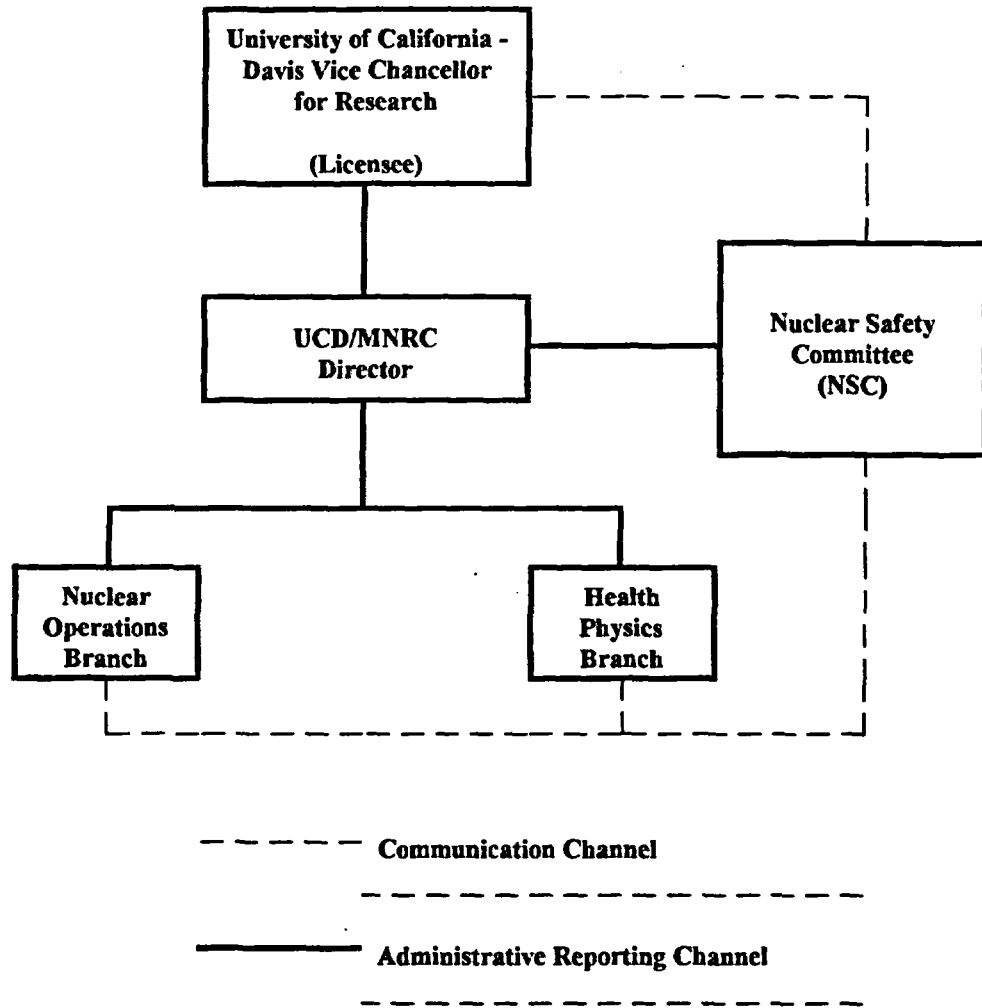 University of California -
Davis Vice Chancellor
for Research
(Licensee)
UCD/MNRC
Director
Nuclear Safety
Committee
(NSC)
Nuclear
Operations
Branch
Health
Physics
Branch
Communication Channel
Administrative Reporting Channel